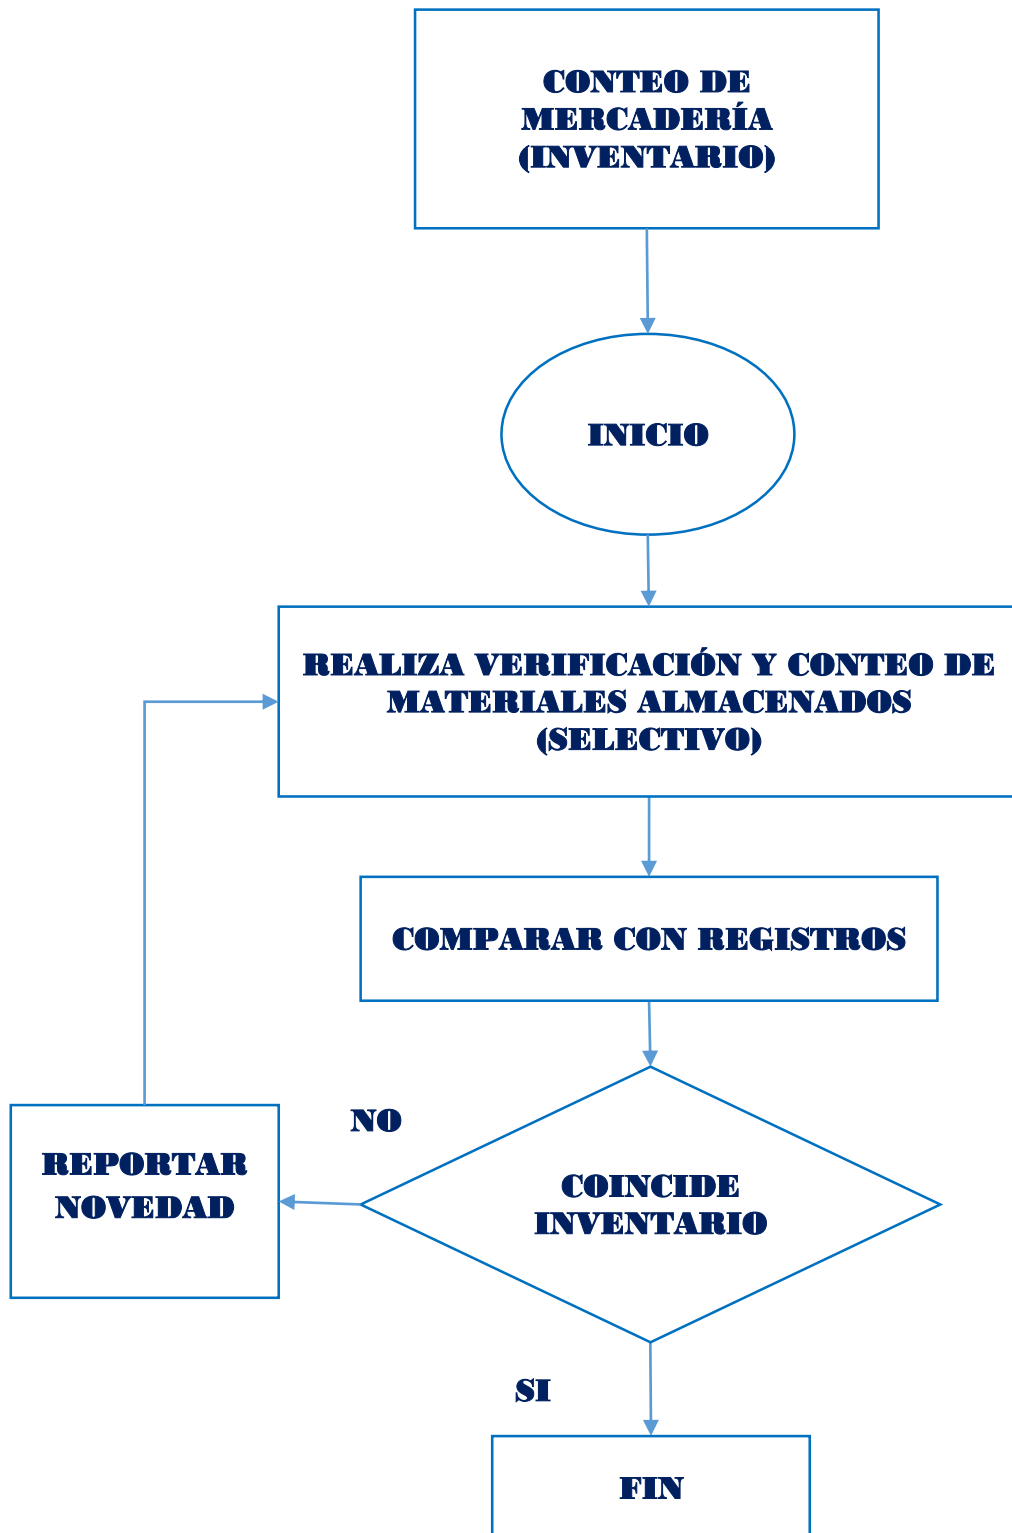 CONTEO DE
MERCADERÍA
(INVENTARIO)
INICIO
REALIZA VERIFICACIÓN Y CONTEO DE
MATERIALES ALMACENADOS
(SELECTIVO)
COMPARAR CON REGISTROS
NO
REPORTAR
NOVEDAD
COINCIDE
INVENTARIO
SI
FIN